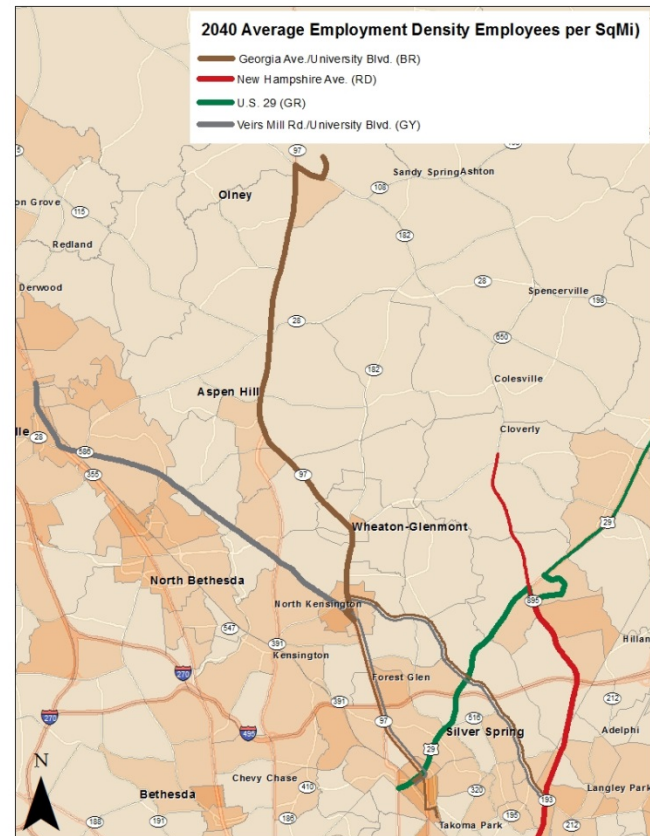 2040 Average Employment Density Employees per SqMi)
Georgia Ave./University Blvd. (BR)
New Hampshire Ave. (RD)
U.S. 29 (GR)
Veirs Mill Rd./University Blvd. (GY)
97
Sandy Spring Ashton
108
Olney
on Grove
115
182
Redland
Derwood
28
Spencerville
198
28
650
182
Colesville
Aspen Hill
Cloverly
lle
28
586
355
97
29
Wheaton-Glenmont
North Bethesda
895
North Kensington
547
391
Kensington
Hillan
270
Forest Glen
212
391
270
97
516
495
29
Silver Spring
Adelphi
Chevy Chase
410
320
Langley Park
N
Bethesda
193
188
191
186
Takoma Park
195
212